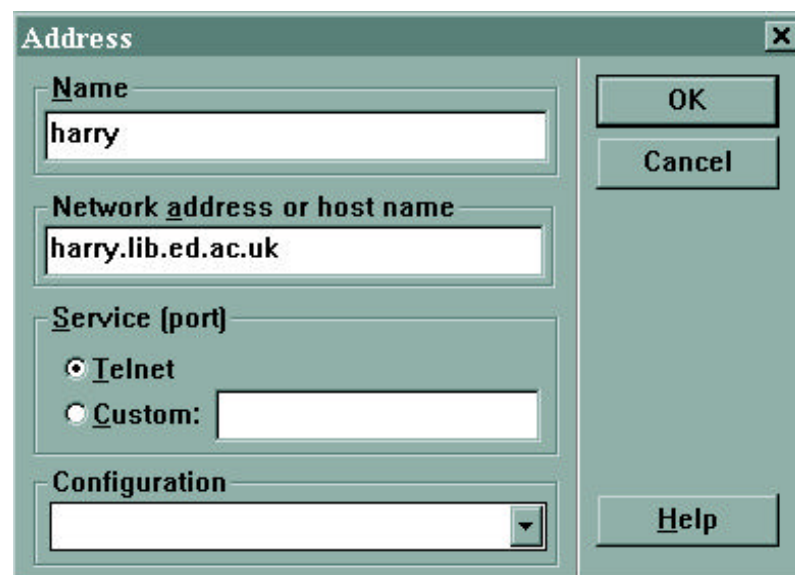 Address
Name
harry
Network address or host name
harry.lib.ed.ac.uk
Service (port)
Telnet
Custom:
Configuration
OK
Cancel
Help